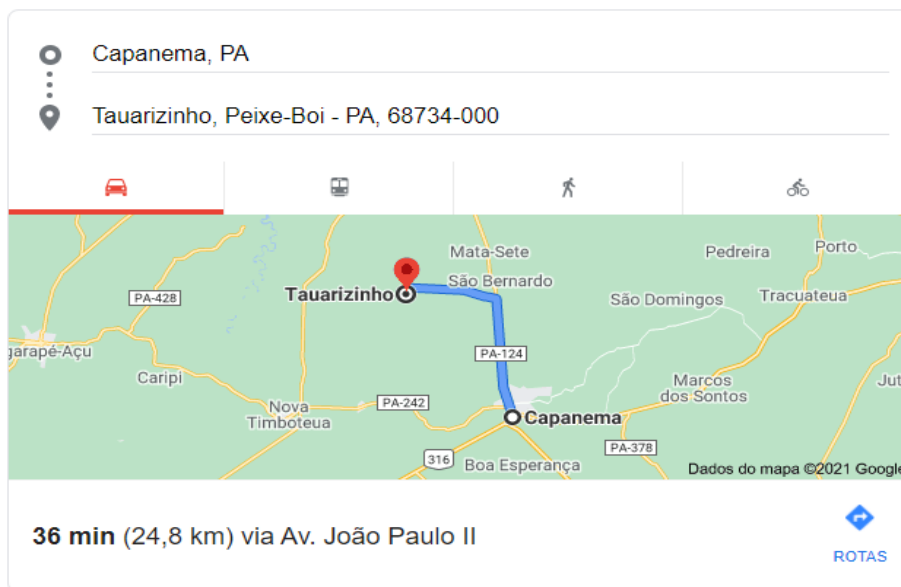 Capanema, PA
Tauarizinho, Peixe-Boi - PA, 68734-000
Mata-Sete
Pedreira
Porto
São Bernardo
Tauarizinho
PA-428
São Domingos
Tracuateua
garapé-Açu
PA-124
Caripi
Marcos
dos Santos
Jut
PA-242
Nova
Timboteua
Capanema
PA-378
316
Boa Esperança
Dados do mapa ©2021 Google
36 min (24,8 km) via Av. João Paulo II
ROTAS